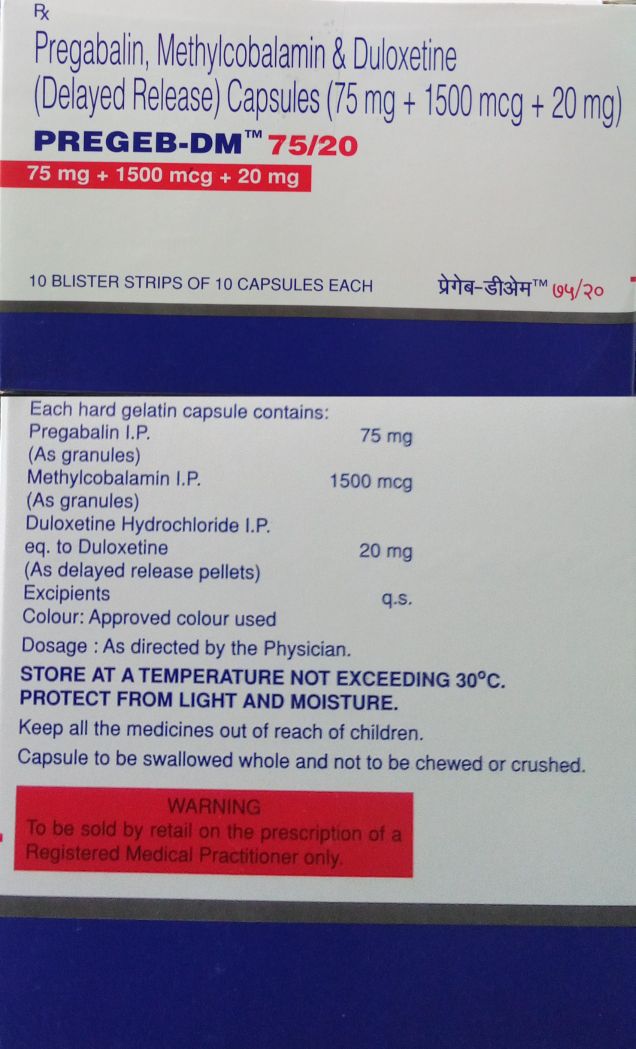 Rx
Pregabalin, Methylcobalamin & Duloxetine
(Delayed Release) Capsules (75 mg + 1500 mcg + 20 mg)
PREGEB-DM™ 75/20
75 mg + 1500 mcg + 20 mg
10 BLISTER STRIPS OF 10 CAPSULES EACH
प्रेगेब-डीअेम™ ७५/२०
Each hard gelatin capsule contains:
Pregabalin I.P. 75 mg
(As granules)
Methylcobalamin I.P. 1500 mcg
(As granules)
Duloxetine Hydrochloride I.P.
eq. to Duloxetine 20 mg
(As delayed release pellets)
Excipients q.s.
Colour: Approved colour used
Dosage : As directed by the Physician.
STORE AT A TEMPERATURE NOT EXCEEDING 30ºC.
PROTECT FROM LIGHT AND MOISTURE.
Keep all the medicines out of reach of children.
Capsule to be swallowed whole and not to be chewed or crushed.
WARNING
To be sold by retail on the prescription of a
Registered Medical Practitioner only.